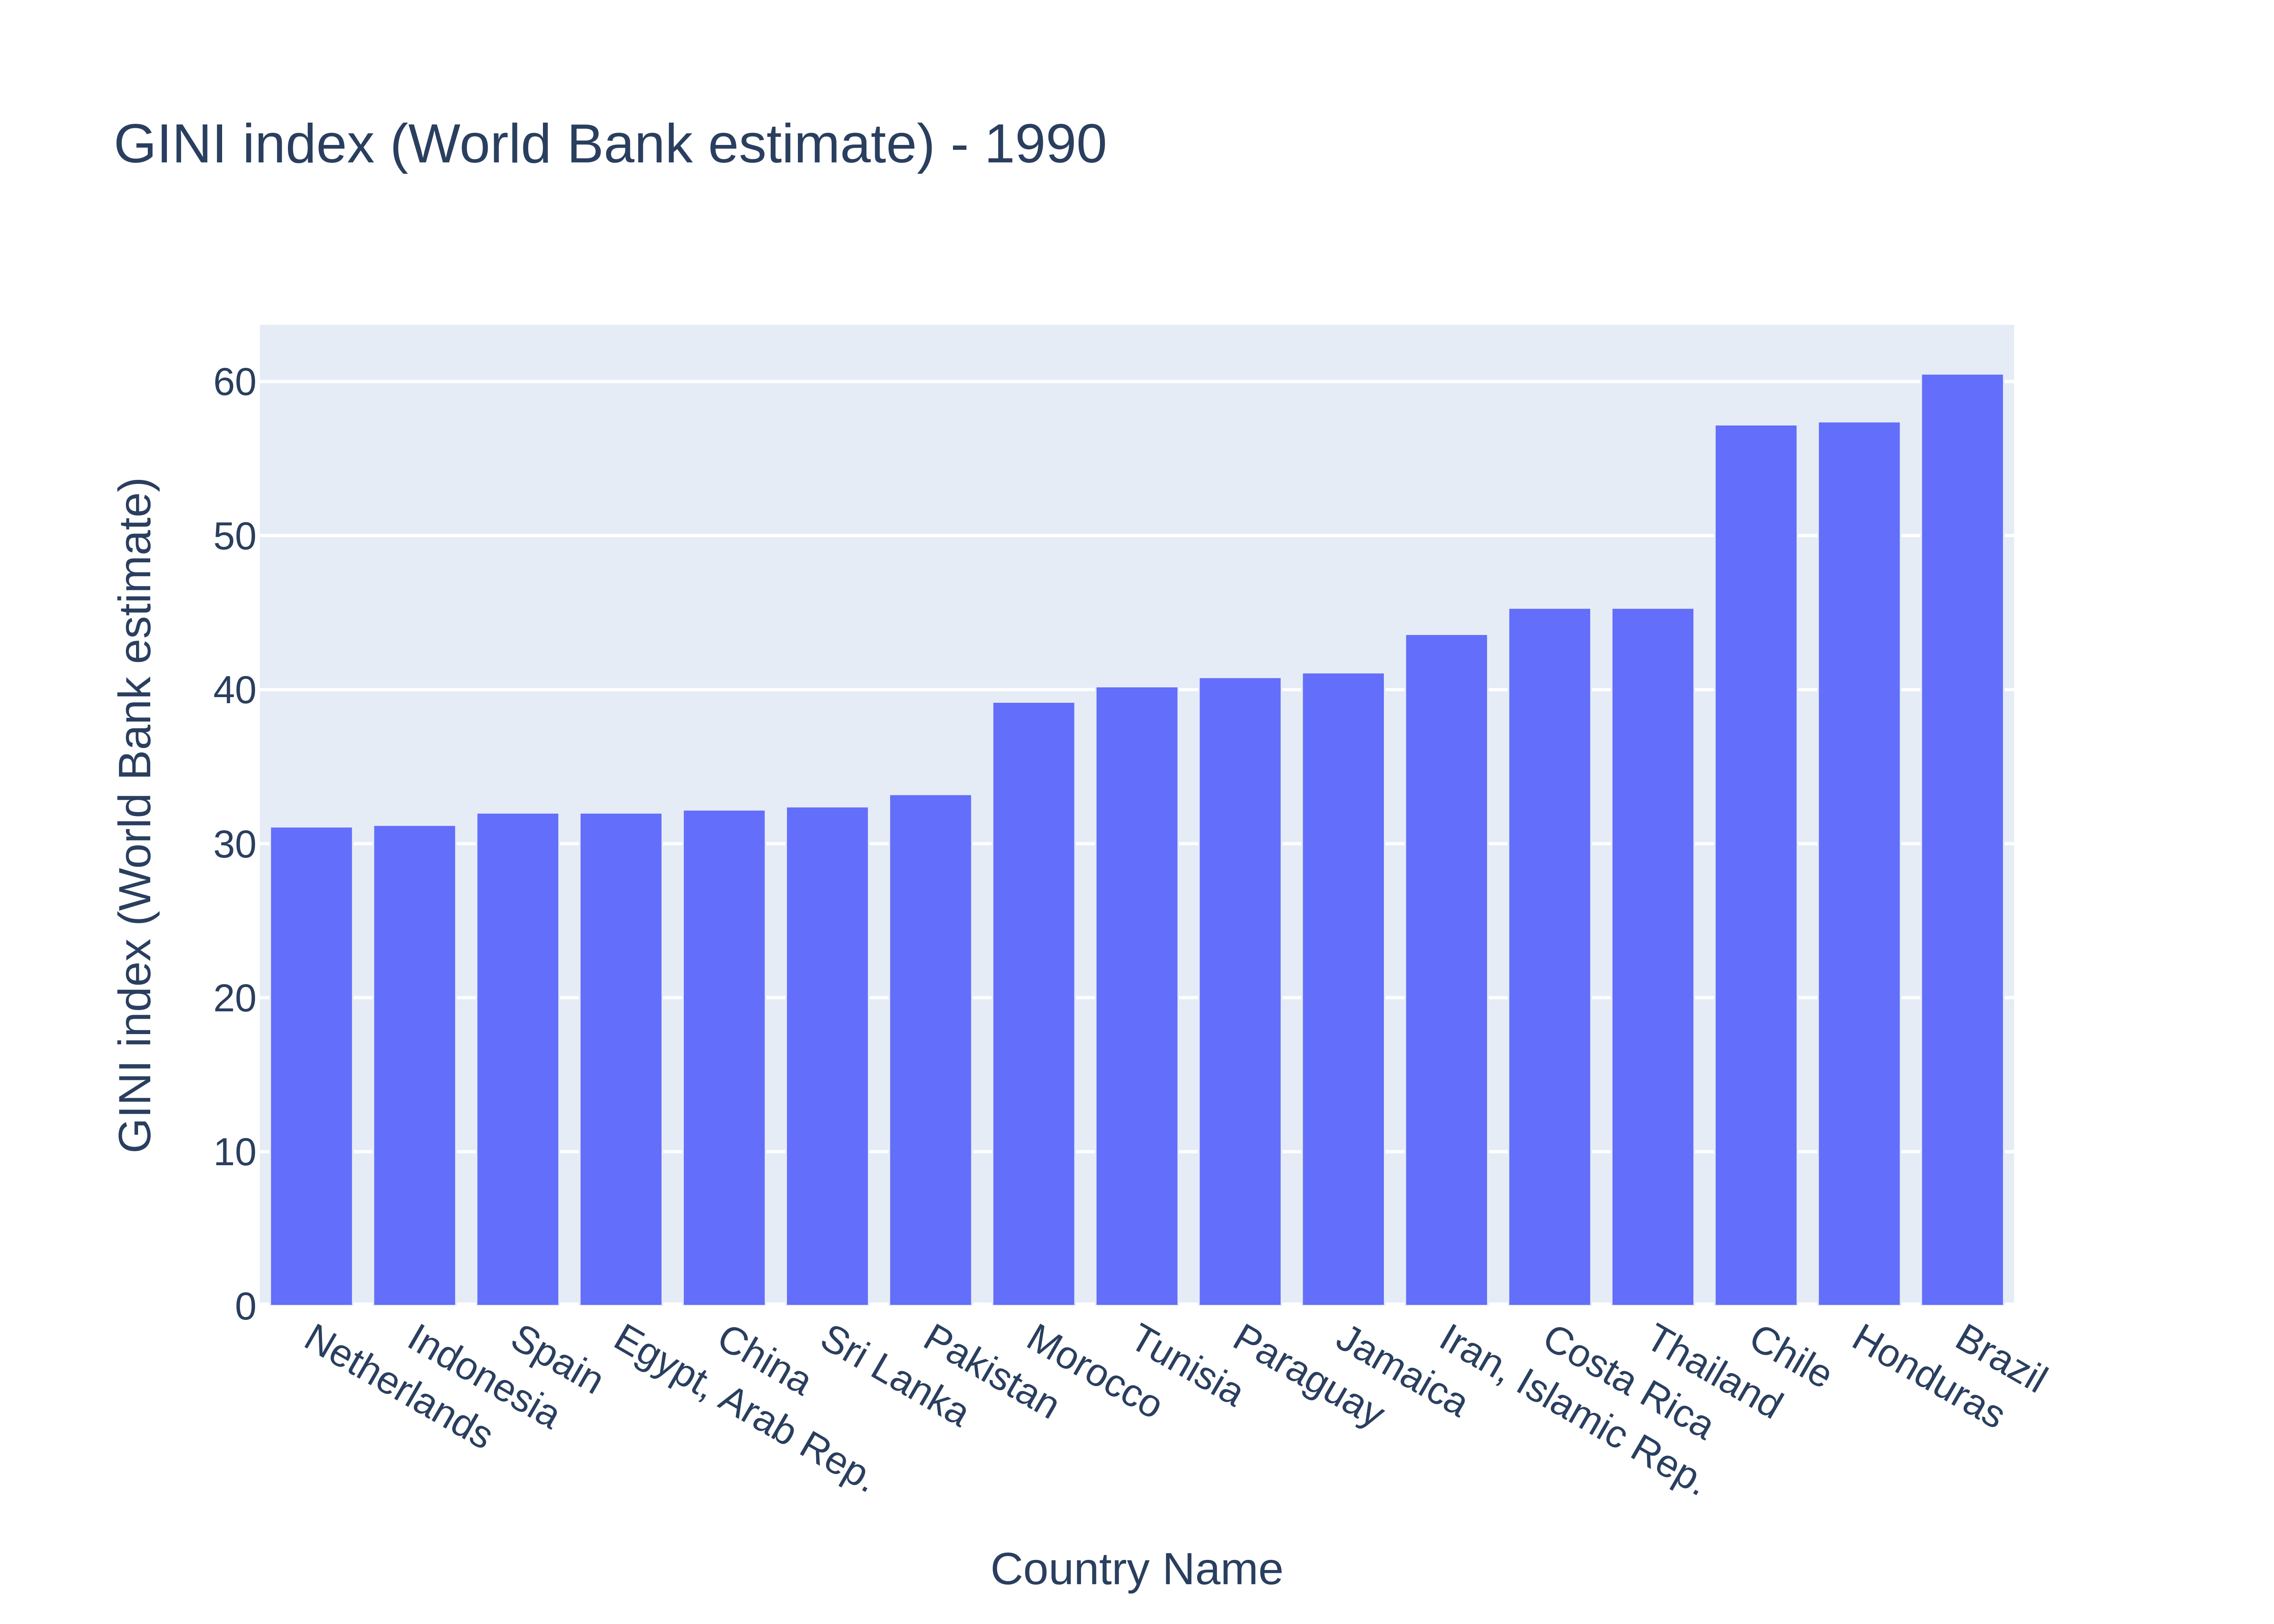 GINI index (World Bank estimate) - 1990
GINI index (World Bank estimate)
60
50
40
30
20
10
0
Netherlands
Indonesia
Spain
Egypt, Arab Rep.
China
Sri Lanka
Pakistan
Morocco
Tunisia
Paraguay
Jamaica
Iran, Islamic Rep.
Costa Rica
Thailand
Chile
Honduras
Brazil
Country Name